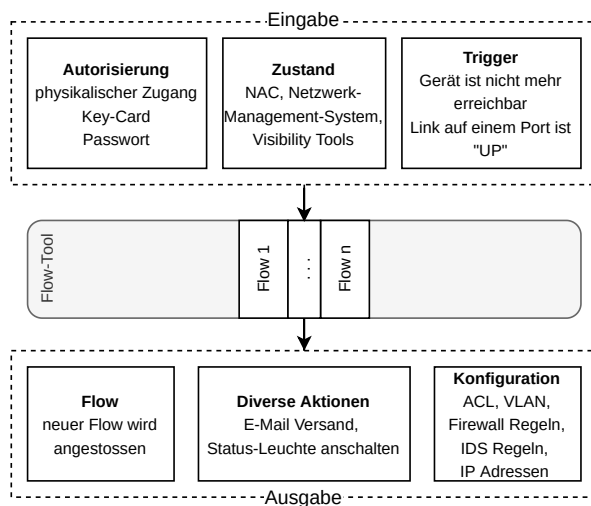 Eingabe
Autorisierung
physikalischer Zugang
Key-Card
Passwort
Zustand
NAC, Netzwerk-
Management-System,
Visibility Tools
Trigger
Gerät ist nicht mehr
erreichbar
Link auf einem Port ist
"UP"
Flow-Tool
Flow 1
. . .
Flow n
Flow
neuer Flow wird
angestossen
Diverse Aktionen
E-Mail Versand,
Status-Leuchte anschalten
Konfiguration
ACL, VLAN,
Firewall Regeln,
IDS Regeln,
IP Adressen
Ausgabe